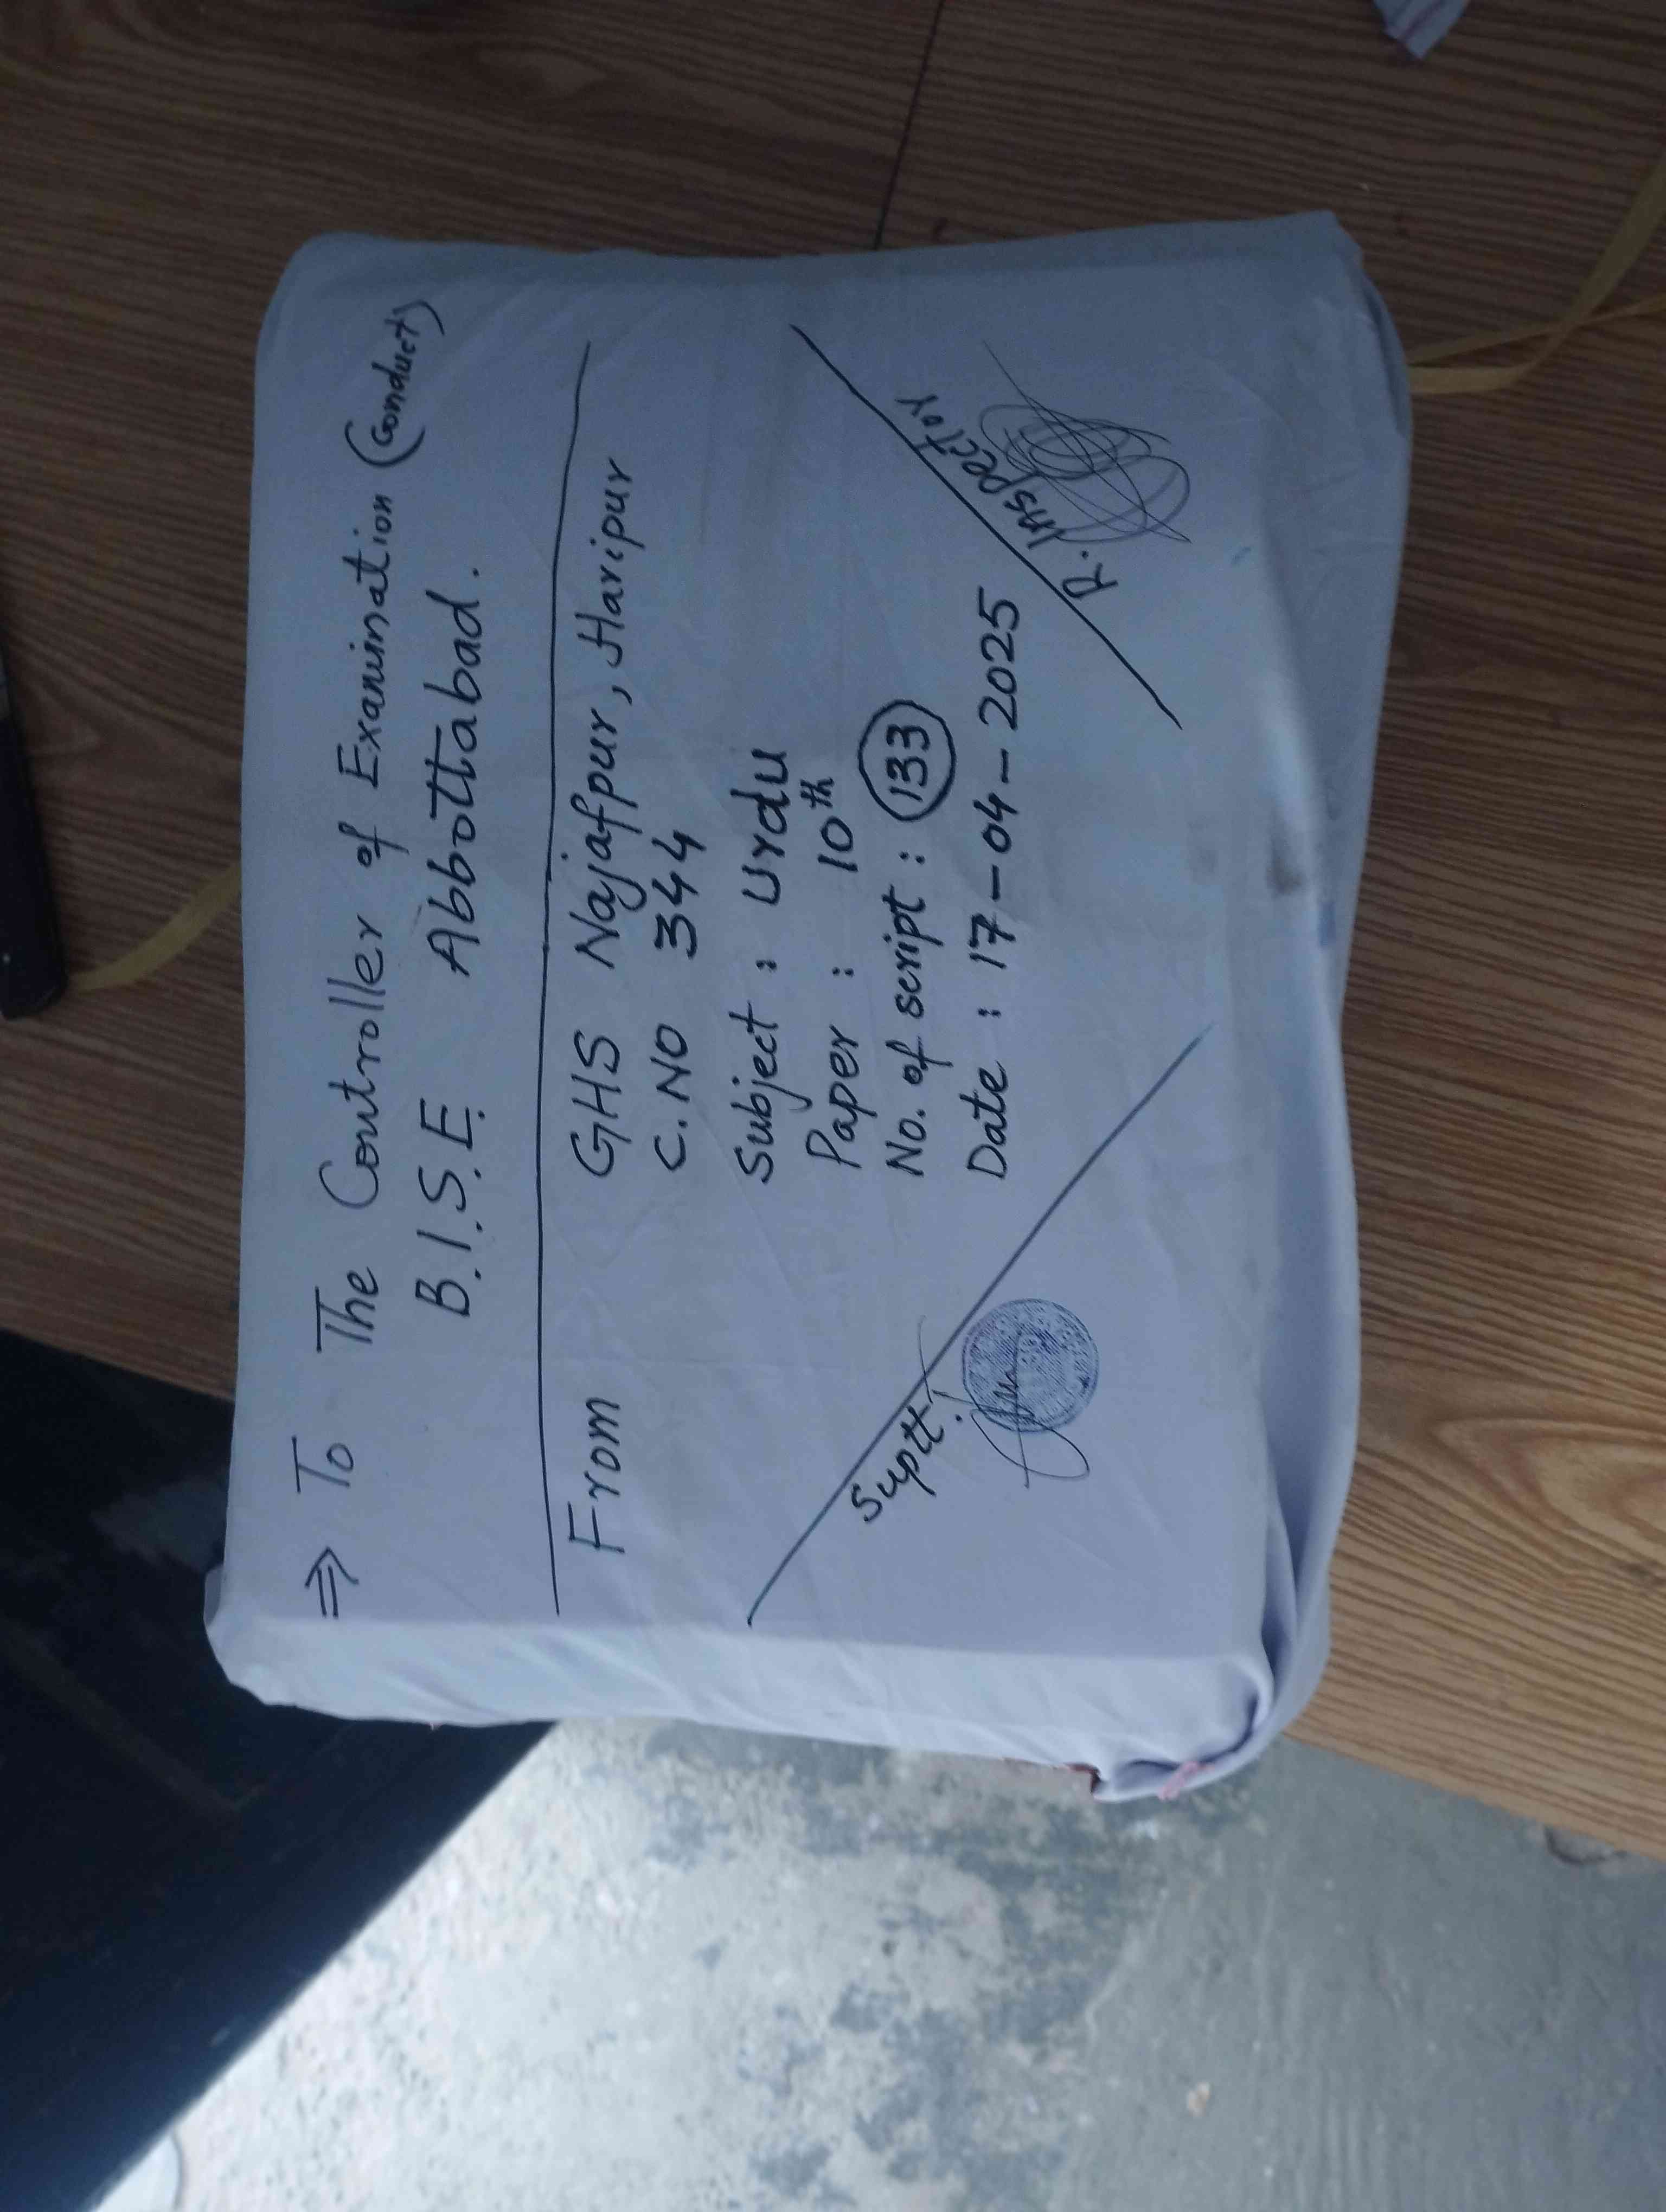 ⇒ To The Controller of Examination (Conduct)
B.I.S.E. Abbottabad.
From GHS Najafpur, Haripur
C.NO 344
Subject : Urdu
Paper : 10th
No. of script : 133
Date : 17-04-2025
Suptt.
R. Inspector